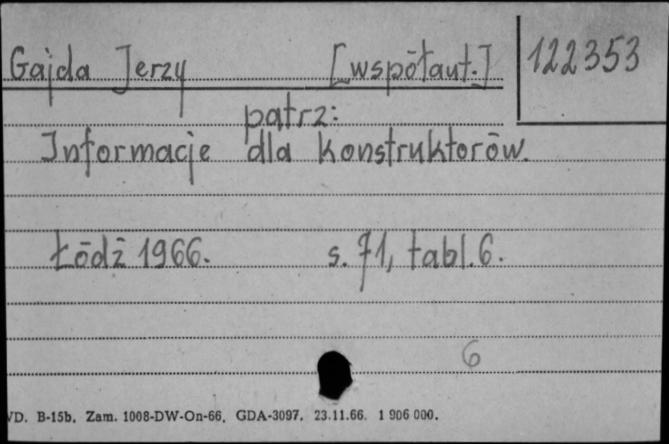 Gajda Jerzy [współaut.] 122353
patrz:
Informacje dla konstruktorów.
Łódź 1966. s. 71, tabl. 6.
6
WD. B-15b. Zam. 1008-DW-On-66. GDA-3097. 23.11.66. 1 906 000.